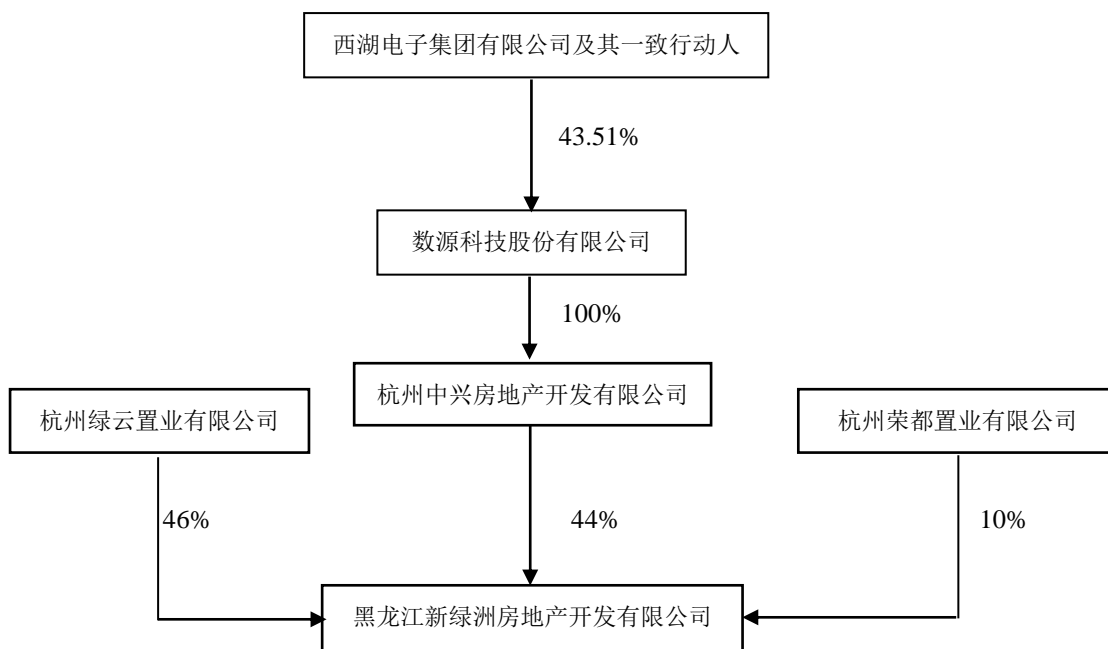 西湖电子集团有限公司及其一致行动人
43.51%
数源科技股份有限公司
100%
杭州中兴房地产开发有限公司
杭州绿云置业有限公司
杭州荣都置业有限公司
46%
44%
10%
黑龙江新绿洲房地产开发有限公司